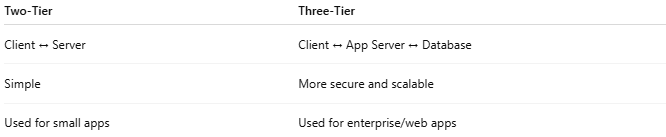 Two-Tier Three-Tier
Client ↔ Server Client ↔ App Server ↔ Database
Simple More secure and scalable
Used for small apps Used for enterprise/web apps